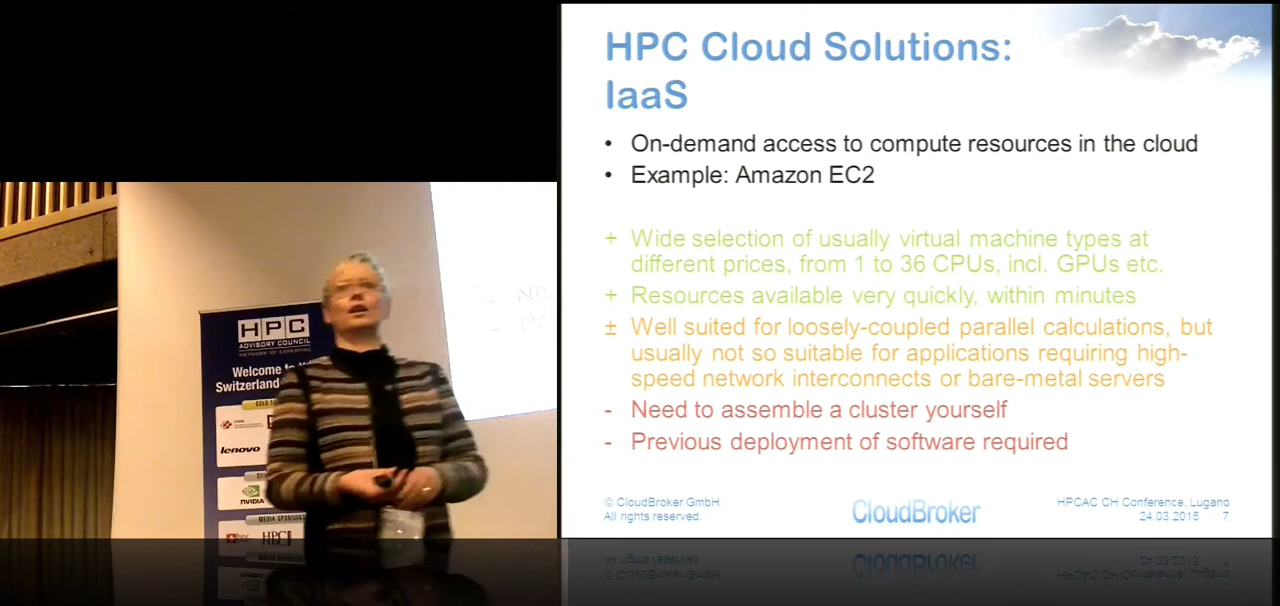 HPC Cloud Solutions:
IaaS
• On-demand access to compute resources in the cloud
• Example: Amazon EC2
+ Wide selection of usually virtual machine types at
different prices, from 1 to 36 CPUs, incl. GPUs etc.
+ Resources available very quickly, within minutes
± Well suited for loosely-coupled parallel calculations, but
usually not so suitable for applications requiring high-
speed network interconnects or bare-metal servers
- Need to assemble a cluster yourself
- Previous deployment of software required
© CloudBroker GmbH
All rights reserved.
CloudBroker
HPCAC CH Conference, Lugano
24.03.2015 7
HPC
ADVISORY COUNCIL
NETWORK OF EXPERTISE
Welcome to
Switzerland
GOLD
lenovo
NVIDIA
MEDIA SPONSORS
HPC